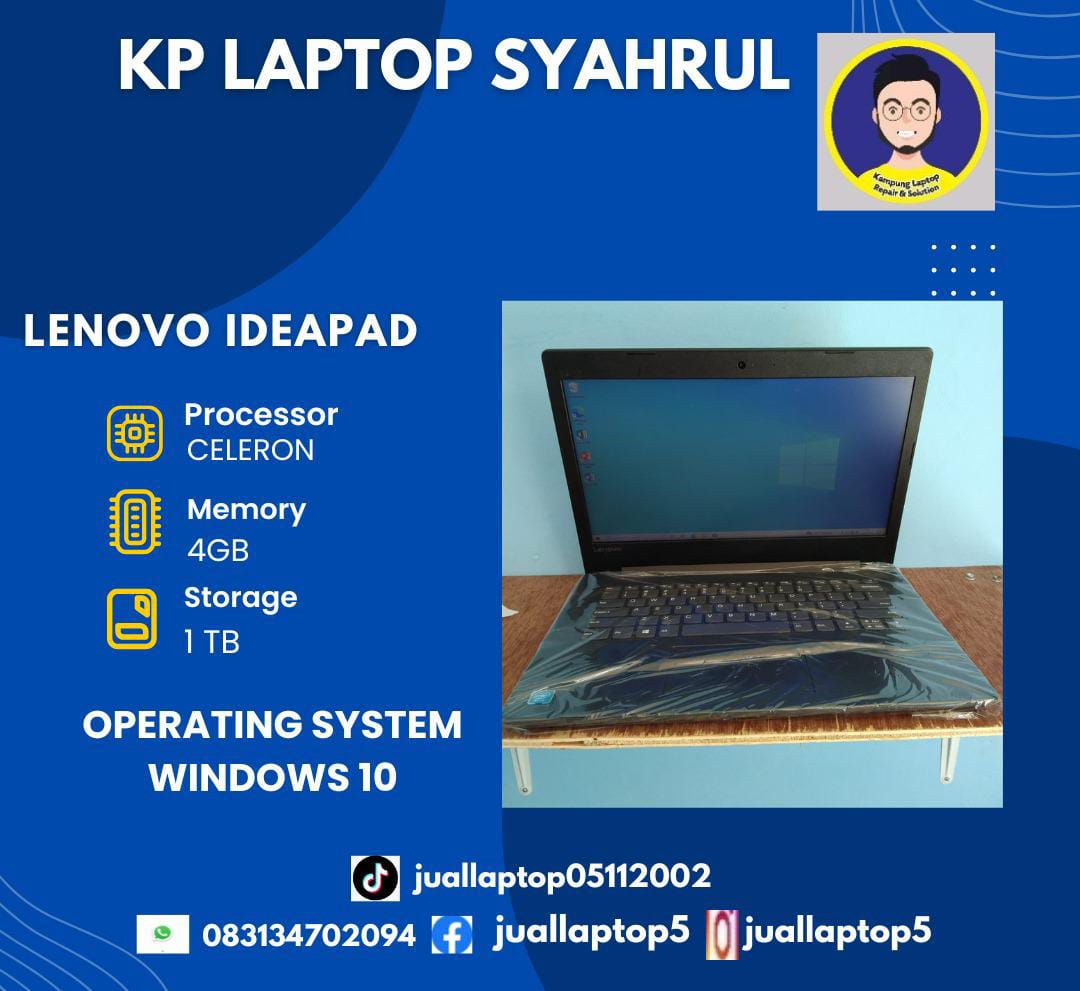 KP LAPTOP SYAHRUL
Kampung Laptop
Repair & Solution
LENOVO IDEAPAD
Processor
CELERON
Memory
4GB
Storage
1 TB
OPERATING SYSTEM
WINDOWS 10
Lenovo
juallaptop05112002
083134702094
juallaptop5
juallaptop5